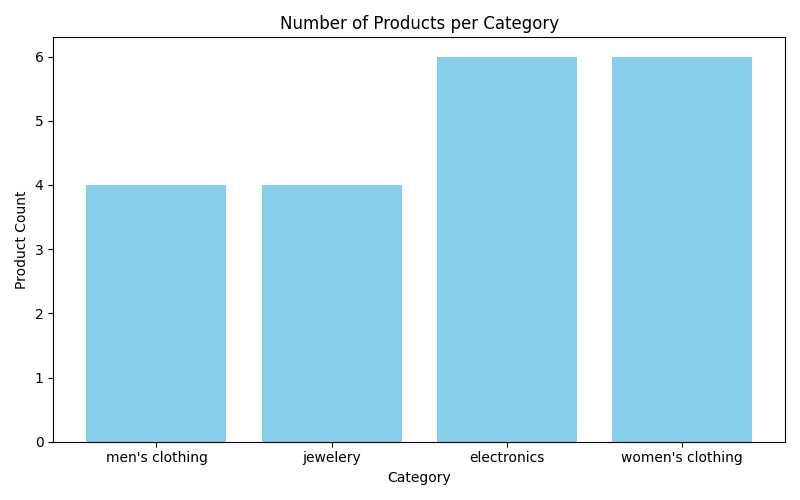 Number of Products per Category
Product Count
6
5
4
3
2
1
0
men's clothing
jewelery
electronics
women's clothing
Category